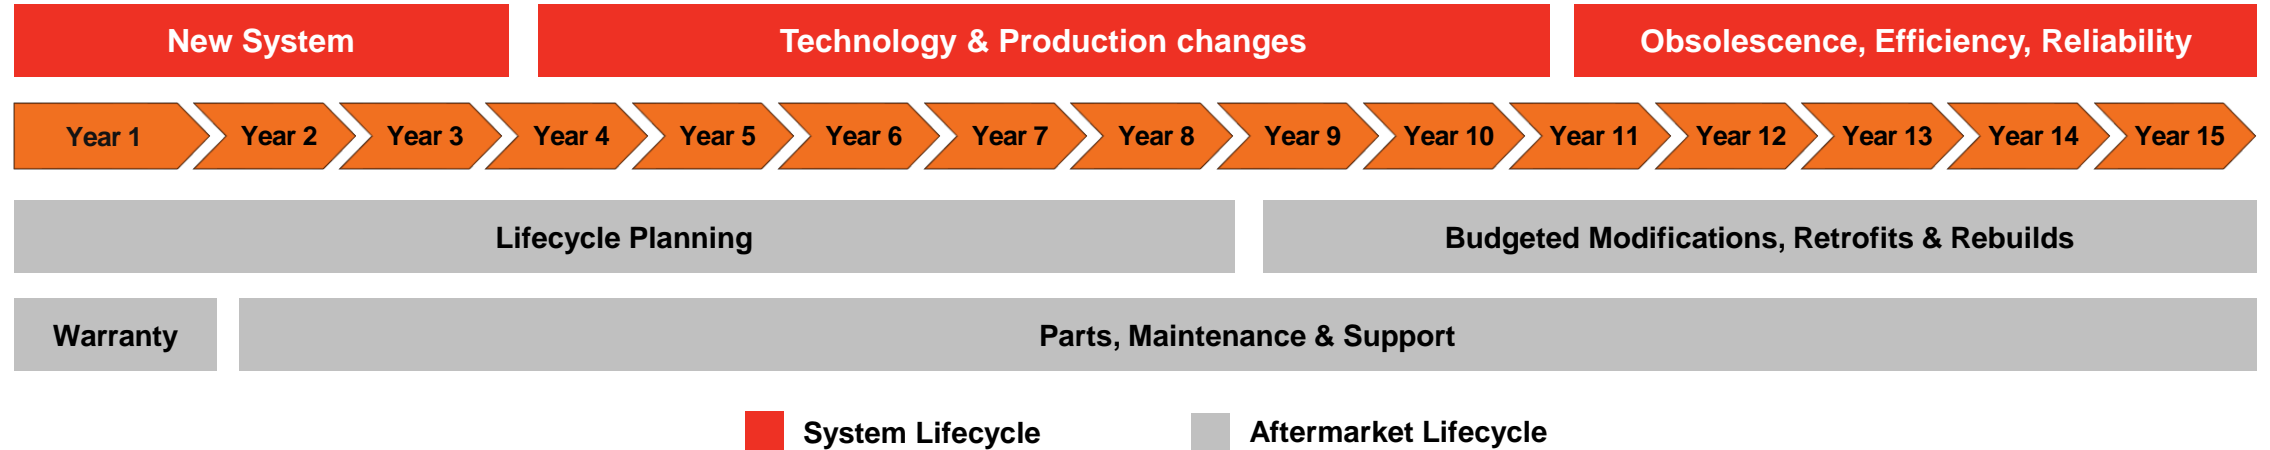 New System
Technology & Production changes
Obsolescence, Efficiency, Reliability
Year 1
Year 2
Year 3
Year 4
Year 5
Year 6
Year 7
Year 8
Year 9
Year 10
Year 11
Year 12
Year 13
Year 14
Year 15
Lifecycle Planning
Budgeted Modifications, Retrofits & Rebuilds
Warranty
Parts, Maintenance & Support
System Lifecycle
Aftermarket Lifecycle